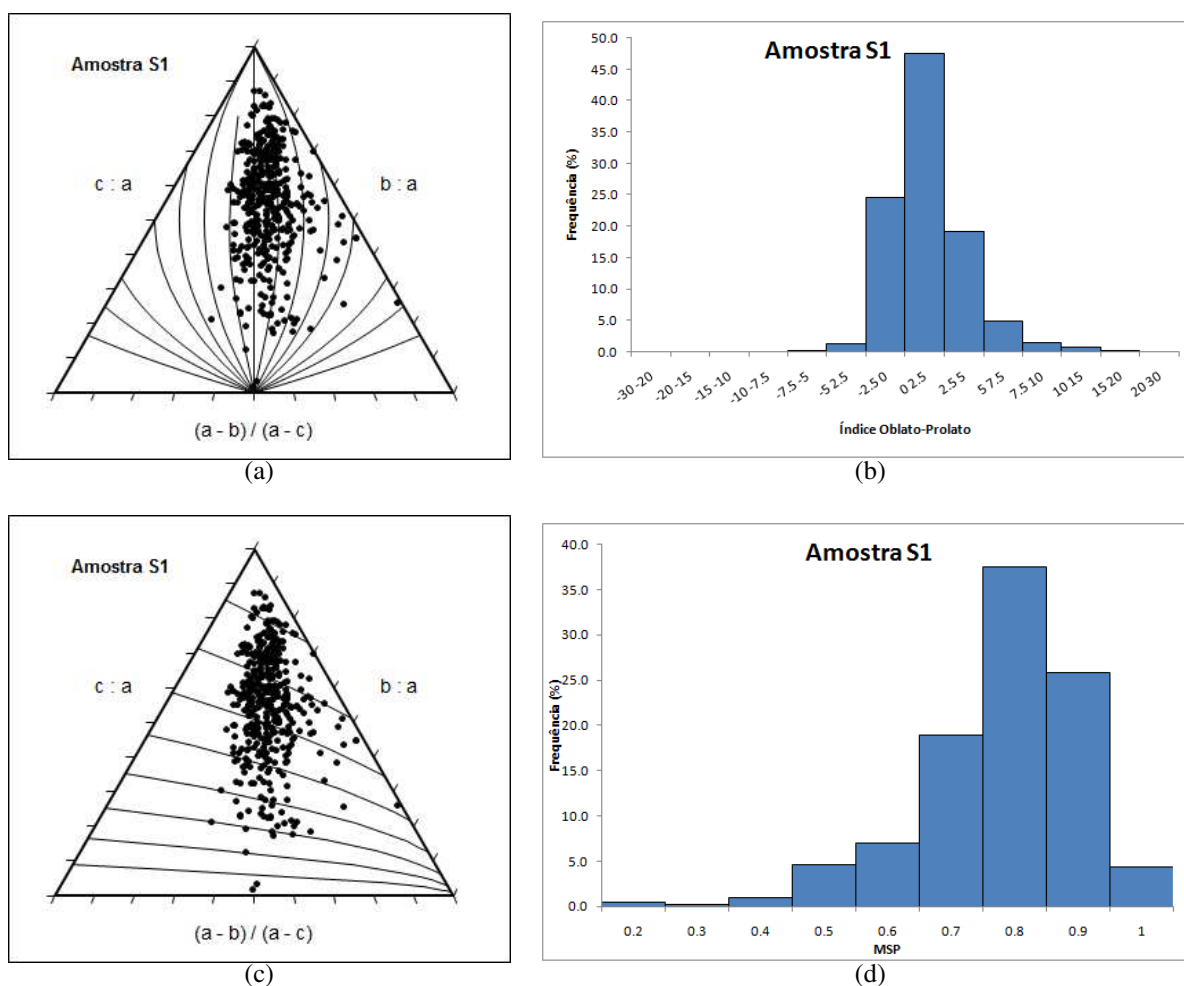 Amostra S1
c : a
b : a
(a - b) / (a - c)
(a)
Amostra S1
Frequência (%)
50.0
45.0
40.0
35.0
30.0
25.0
20.0
15.0
10.0
5.0
0.0
-30 -20
-20 -15
-15 -10
-10 -7.5
-7.5 -5
-5 2.5
-2.5 0
0 2.5
2.5 5
5 7.5
7.5 10
10 15
15 20
20 30
Índice Oblato-Prolato
(b)
Amostra S1
c : a
b : a
(a - b) / (a - c)
(c)
Amostra S1
Frequência (%)
40.0
35.0
30.0
25.0
20.0
15.0
10.0
5.0
0.0
0.2 0.3 0.4 0.5 0.6 0.7 0.8 0.9 1
MSP
(d)